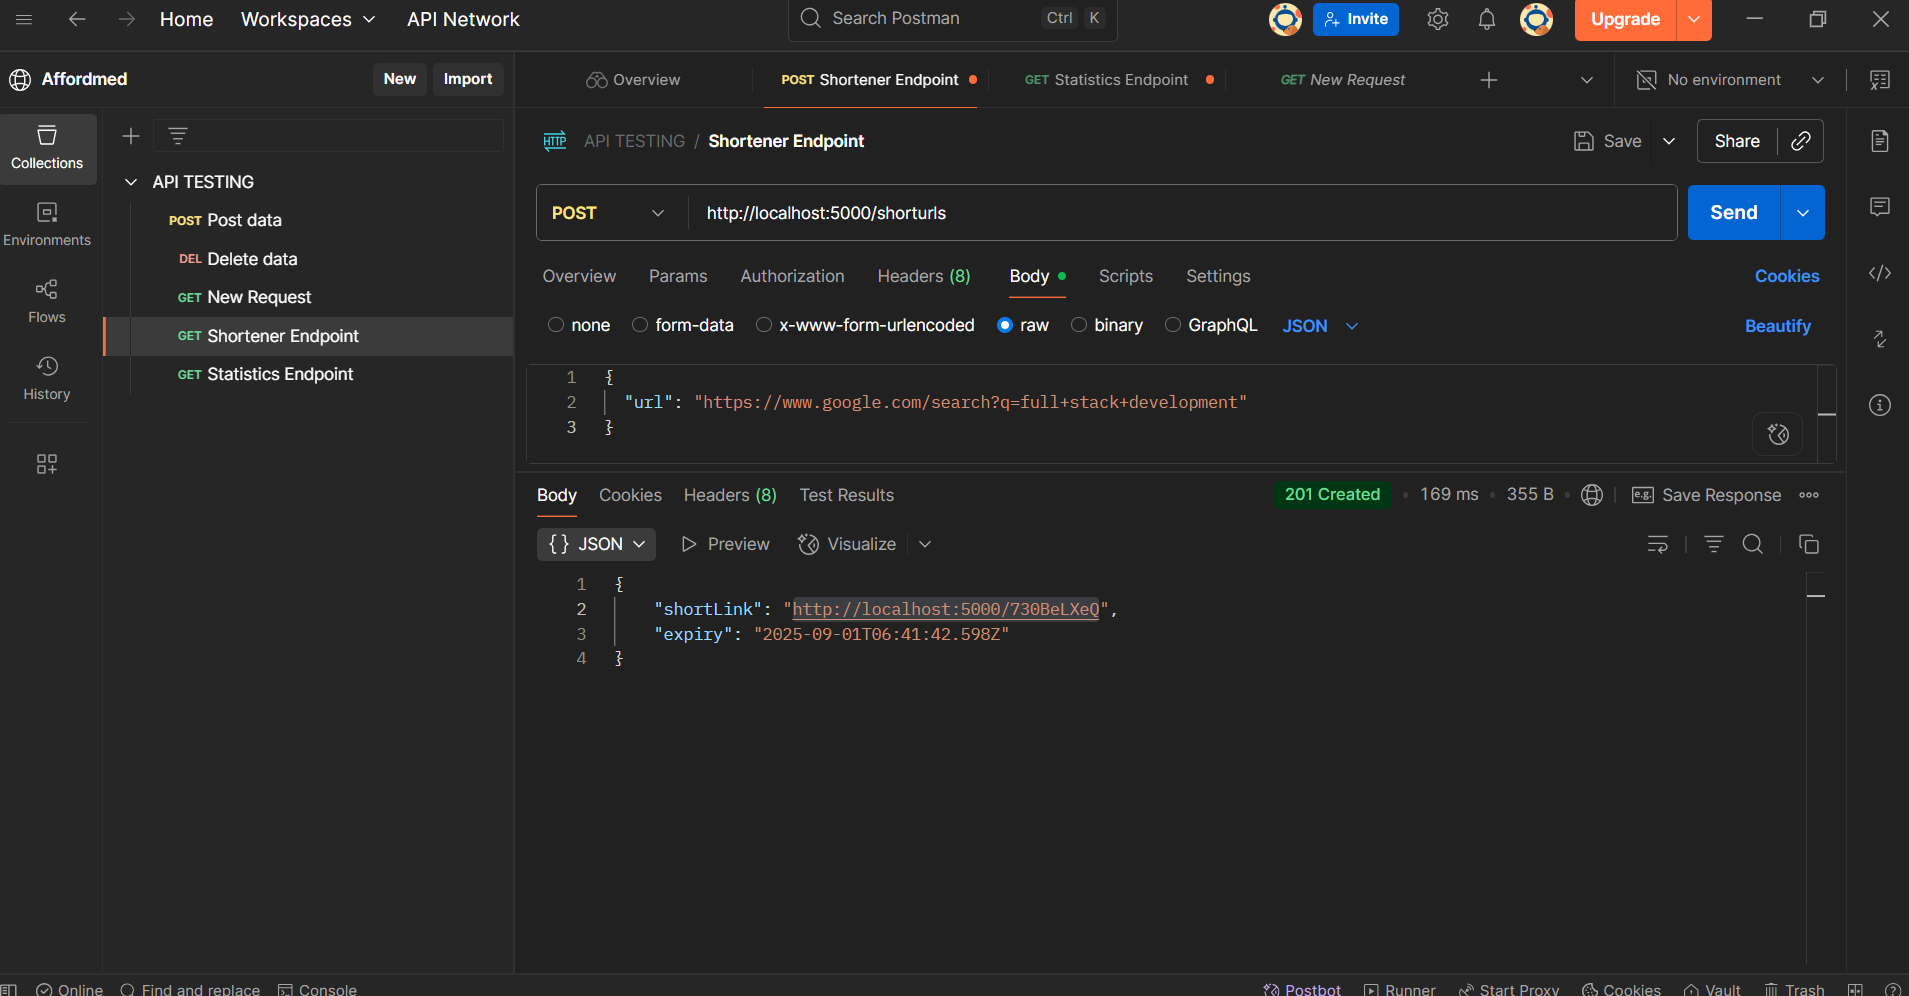 Home Workspaces API Network Search Postman Ctrl K Invite Upgrade
Affordmed New Import Overview POST Shortener Endpoint GET Statistics Endpoint GET New Request No environment
Collections
Environments
Flows
History
API TESTING
POST Post data
DEL Delete data
GET New Request
GET Shortener Endpoint
GET Statistics Endpoint
HTTP API TESTING / Shortener Endpoint Save Share
POST http://localhost:5000/shorturls Send
Overview Params Authorization Headers (8) Body Scripts Settings Cookies
none form-data x-www-form-urlencoded raw binary GraphQL JSON Beautify
1 {
2 "url": "https://www.google.com/search?q=full+stack+development"
3 }
Body Cookies Headers (8) Test Results 201 Created • 169 ms • 355 B • e.g. Save Response
{} JSON Preview Visualize
1 {
2 "shortLink": "http://localhost:5000/730BeLXeQ",
3 "expiry": "2025-09-01T06:41:42.598Z"
4 }
Online Find and replace Console Postbot Runner Start Proxy Cookies Vault Trash